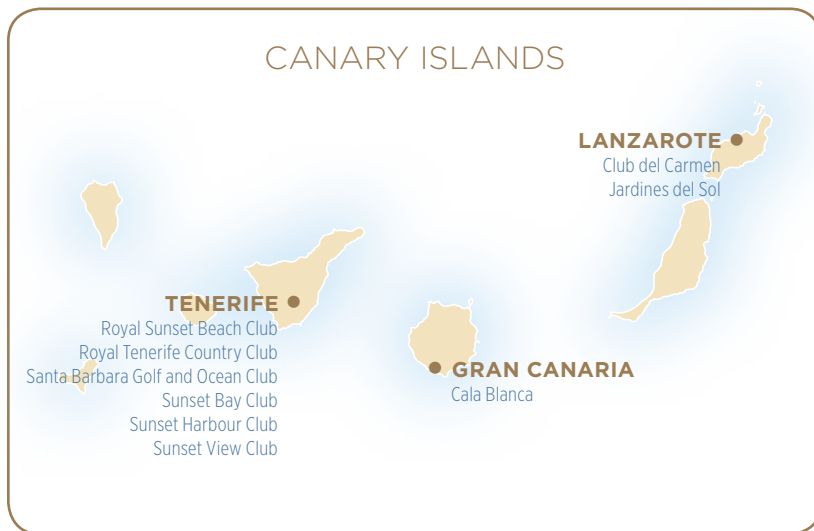 CANARY ISLANDS
LANZAROTE
Club del Carmen
Jardines del Sol
TENERIFE
Royal Sunset Beach Club
Royal Tenerife Country Club
Santa Barbara Golf and Ocean Club
Sunset Bay Club
Sunset Harbour Club
Sunset View Club
GRAN CANARIA
Cala Blanca